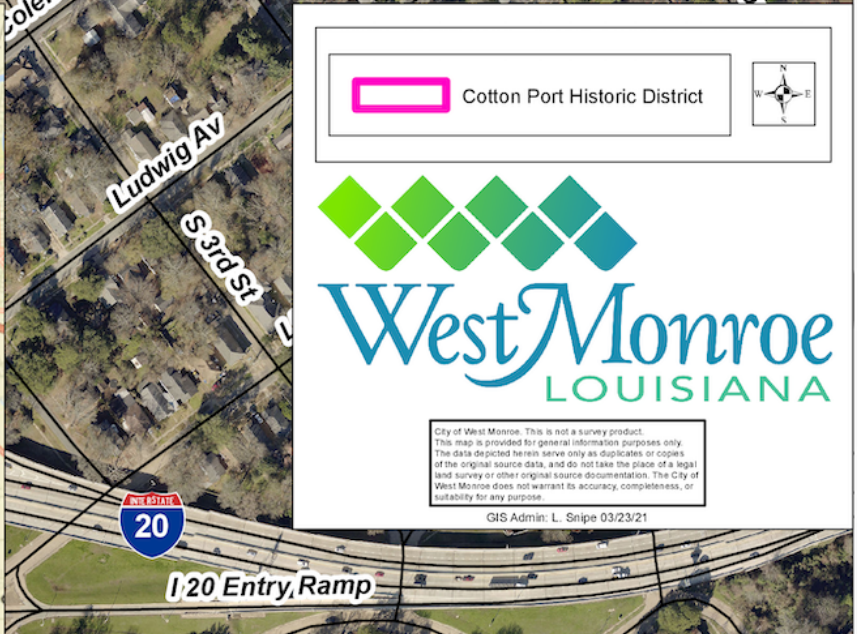 Cole
Cotton Port Historic District
N
W
E
S
Ludwig Av
S 3rd St
L
West Monroe
LOUISIANA
City of West Monroe. This is not a survey product.
This map is provided for general information purposes only.
The data depicted herein serve only as duplicates or copies
of the original source data, and do not take the place of a legal
land survey or other original source documentation. The City of
West Monroe does not warrant its accuracy, completeness, or
suitability for any purpose.
GIS Admin: L. Snipe 03/23/21
INTERSTATE
20
I 20 Entry Ramp